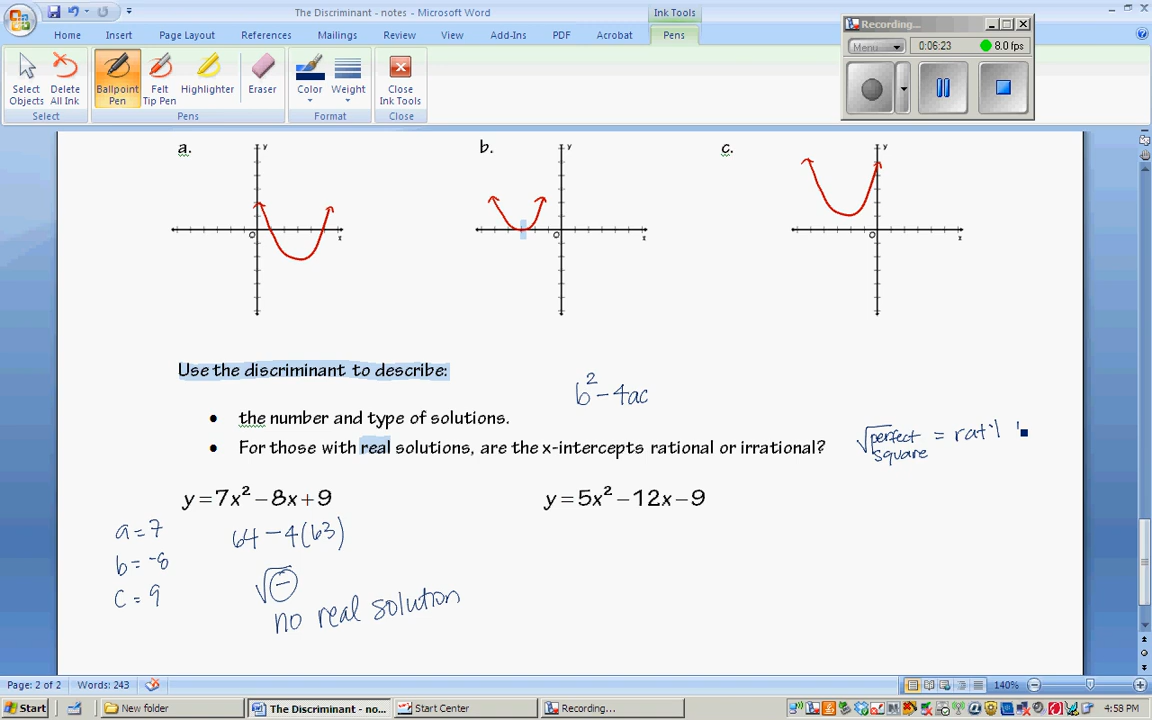 The Discriminant - notes - Microsoft Word
Ink Tools
Home Insert Page Layout References Mailings Review View Add-Ins PDF Acrobat Pens
Recording...
Menu 0:06:23 8.0 fps
Select Objects
Delete All Ink
Ballpoint Pen
Felt Tip Pen
Highlighter
Eraser
Color
Weight
Close Ink Tools
Select Pens Format Close
a. y b. y c. y
O x O x O x
Use the discriminant to describe:
b² − 4ac
• the number and type of solutions.
• For those with real solutions, are the x-intercepts rational or irrational?
√perfect square = rat'l
y = 7x² − 8x + 9 y = 5x² − 12x − 9
a = 7 64 − 4(63)
b = -8
c = 9 √−
no real solution
Page: 2 of 2 Words: 243 140%
Start New folder The Discriminant - no... Start Center Recording... 4:58 PM